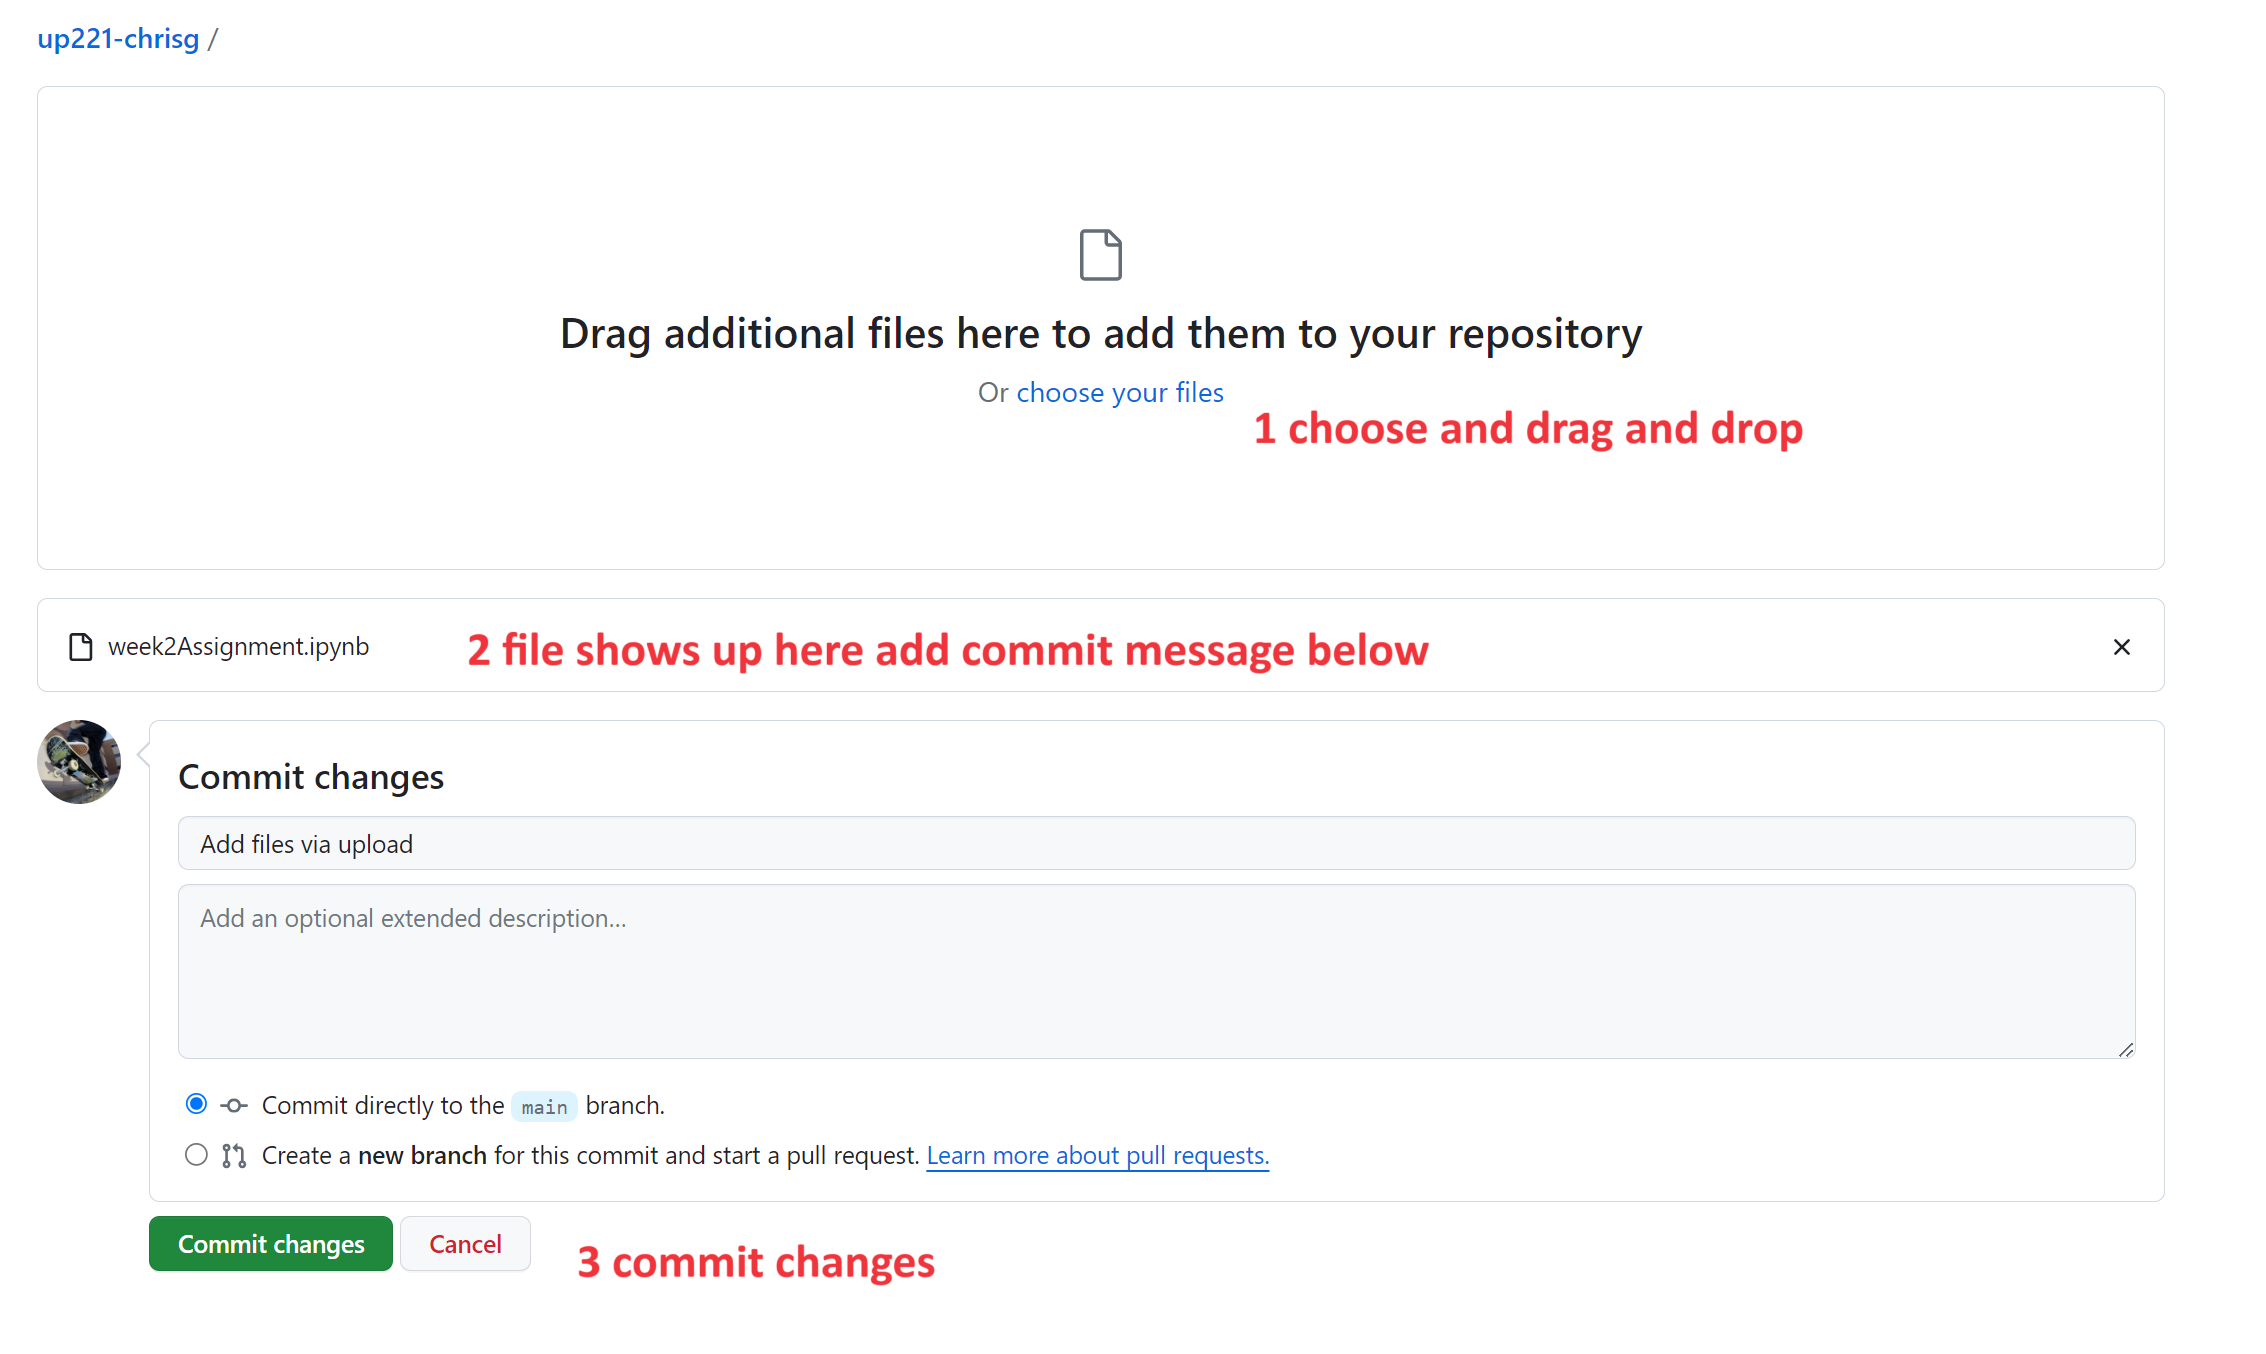 up221-chrisg /
Drag additional files here to add them to your repository
Or choose your files
1 choose and drag and drop
week2Assignment.ipynb
2 file shows up here add commit message below
Commit changes
Add files via upload
Add an optional extended description...
Commit directly to the main branch.
Create a new branch for this commit and start a pull request. Learn more about pull requests.
Commit changes
Cancel
3 commit changes